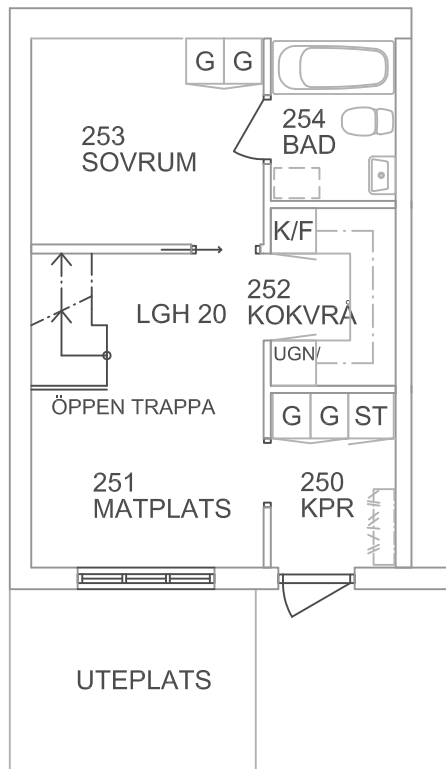 G G
253
SOVRUM
254
BAD
K/F
252
KOKVRÅ
LGH 20
UGN/
ÖPPEN TRAPPA
G G ST
251
MATPLATS
250
KPR
UTEPLATS